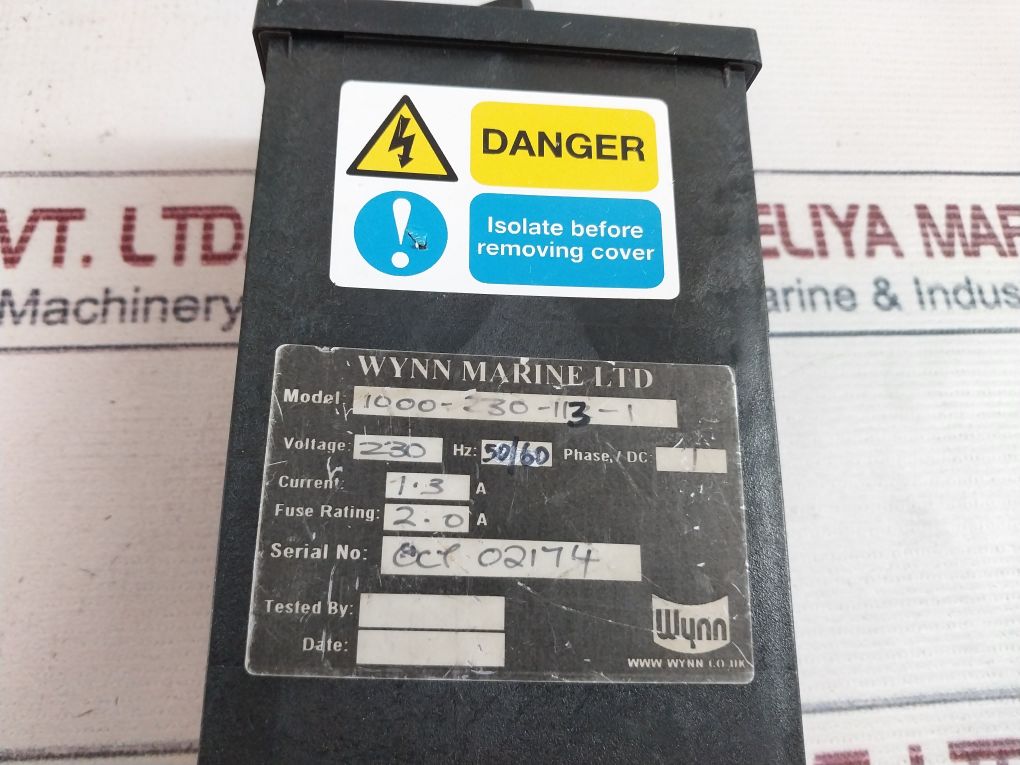 DANGER
Isolate before
removing cover
VT. LTD.
ELIYA MAR
Machinery
arine & Indus
WYNN MARINE LTD
Model: 1000-230-113-1
Voltage: 230 Hz: 50/60 Phase / DC: 1
Current: 1.3 A
Fuse Rating: 2.0 A
Serial No: 02174
Tested By:
Date:
Wynn
WWW WYNN.CO.UK